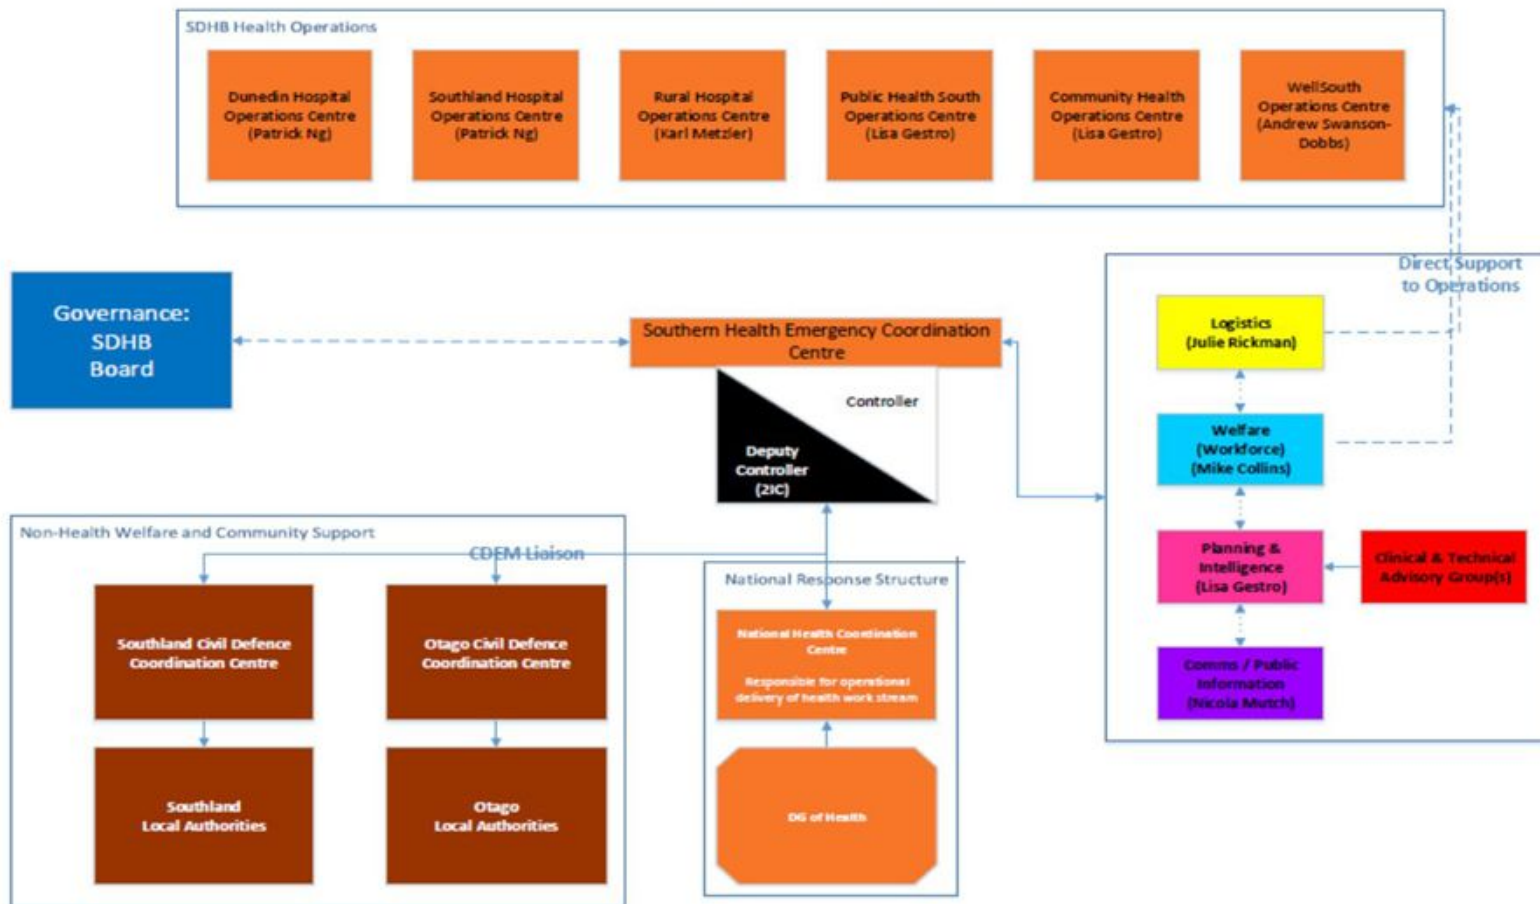 SDHB Health Operations
Dunedin Hospital
Operations Centre
(Patrick Ng)
Southland Hospital
Operations Centre
(Patrick Ng)
Rural Hospital
Operations Centre
(Karl Metzler)
Public Health South
Operations Centre
(Lisa Gestro)
Community Health
Operations Centre
(Lisa Gestro)
WellSouth
Operations Centre
(Andrew Swanson-
Dobbs)
Governance:
SDHB
Board
Southern Health Emergency Coordination
Centre
Controller
Deputy
Controller
(2IC)
Direct Support
to Operations
Logistics
(Julie Rickman)
Welfare
(Workforce)
(Mike Collins)
Planning &
Intelligence
(Lisa Gestro)
Clinical & Technical
Advisory Group(s)
Comms / Public
Information
(Nicola Mutch)
Non-Health Welfare and Community Support
CDEM Liaison
Southland Civil Defence
Coordination Centre
Otago Civil Defence
Coordination Centre
Southland
Local Authorities
Otago
Local Authorities
National Response Structure
National Health Coordination
Centre
Responsible for operational
delivery of health work stream
DG of Health